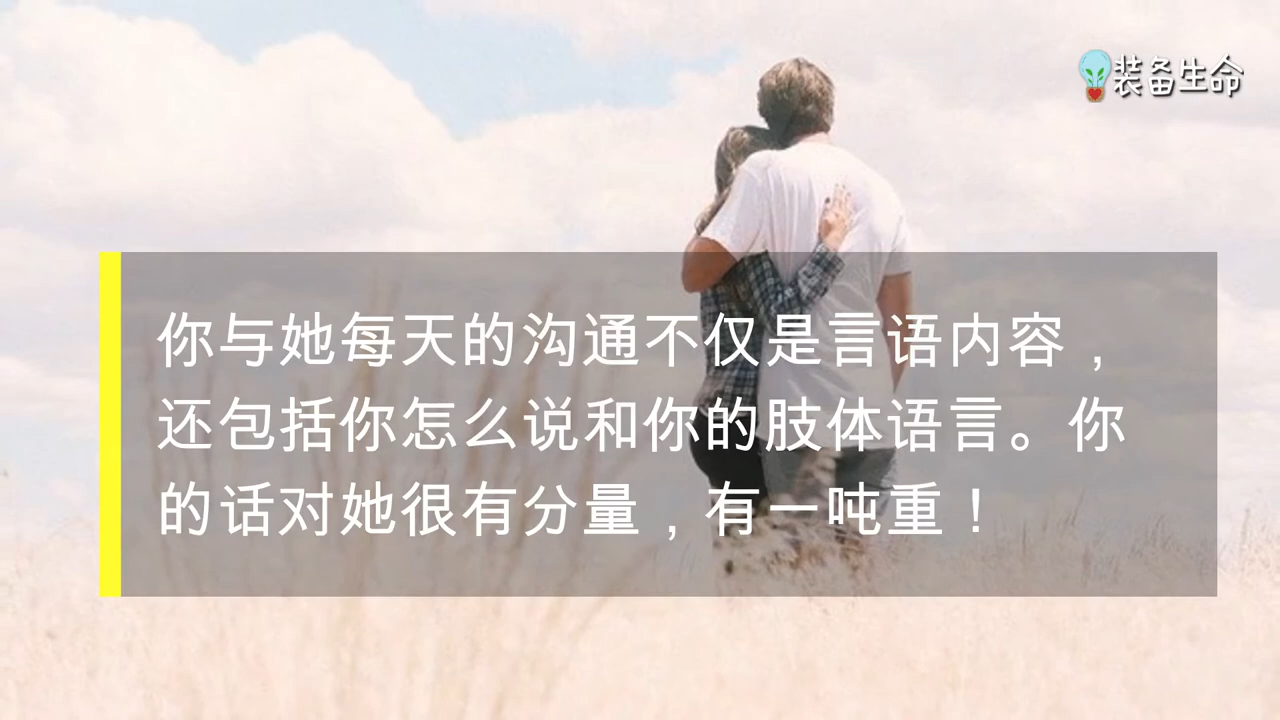 装备生命
你与她每天的沟通不仅是言语内容，
还包括你怎么说和你的肢体语言。你
的话对她很有分量，有一吨重！